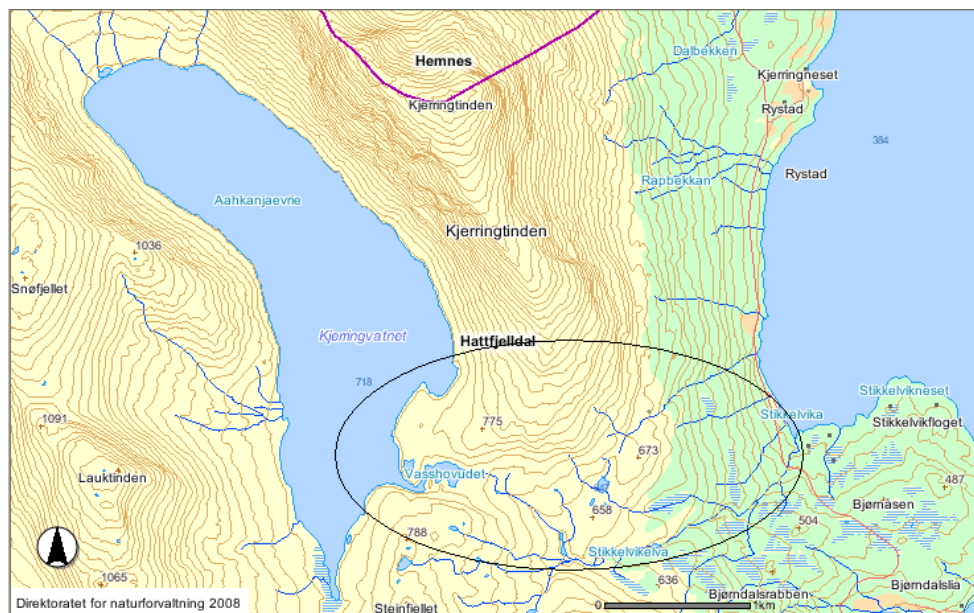 Dalbekken
Hemnes
Kjerringneset
Kjerringtinden
Rystad
384
Rystad
Rapbekkan
Aahkanjaevrie
Kjerringtinden
1036
Snøfjellet
Kjerringvatnet
Hattfjelldal
718
Stikkelvikneset
Stikkelvika
Stikkelvikfloget
1091
775
673
Lauktinden
Vasshovudet
487
Bjørnåsen
658
504
788
Stikkelvikelva
1065
636
Bjørndalslia
Bjørndalsrabben
Steinfjellet
0
1km
Direktoratet for naturforvaltning 2008